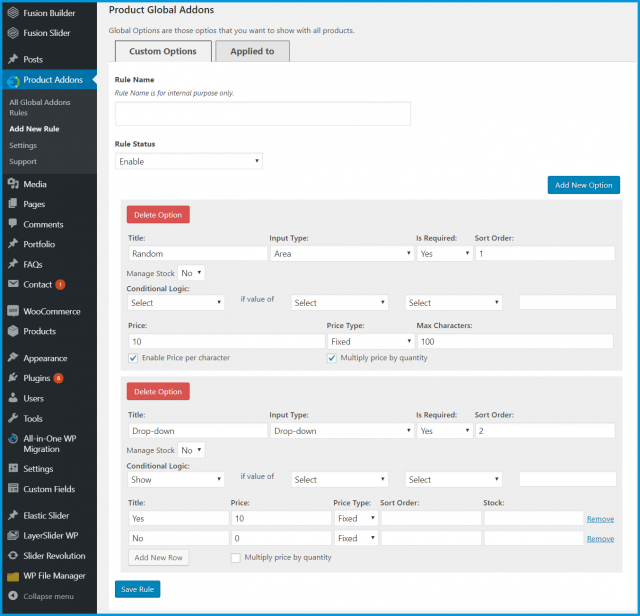 Fusion Builder
Fusion Slider
Posts
Product Addons
All Global Addons
Rules
Add New Rule
Settings
Support
Media
Pages
Comments
Portfolio
FAQs
Contact 1
WooCommerce
Products
Appearance
Plugins 8
Users
Tools
All-in-One WP
Migration
Settings
Custom Fields
Elastic Slider
LayerSlider WP
Slider Revolution
WP File Manager
Collapse menu
Product Global Addons
Global Options are those optios that you want to show with all products.
Custom Options Applied to
Rule Name
Rule Name is for internal purpose only.
Rule Status
Enable
Add New Option
Delete Option
Title: Input Type: Is Required: Sort Order:
Random Area Yes 1
Manage Stock No
Conditional Logic:
Select if value of Select Select
Price: Price Type: Max Characters:
10 Fixed 100
Enable Price per character Multiply price by quantity
Delete Option
Title: Input Type: Is Required: Sort Order:
Drop-down Drop-down Yes 2
Manage Stock No
Conditional Logic:
Show if value of Select Select
Title: Price: Price Type: Sort Order: Stock:
Yes 10 Fixed Remove
No 0 Fixed Remove
Add New Row Multiply price by quantity
Save Rule